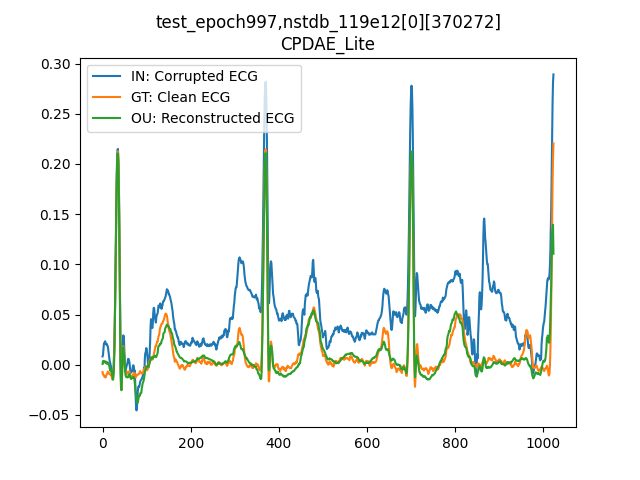 test_epoch997,nstdb_119e12[0][370272]
CPDAE_Lite
IN: Corrupted ECG
GT: Clean ECG
OU: Reconstructed ECG
0.30
0.25
0.20
0.15
0.10
0.05
0.00
−0.05
0 200 400 600 800 1000